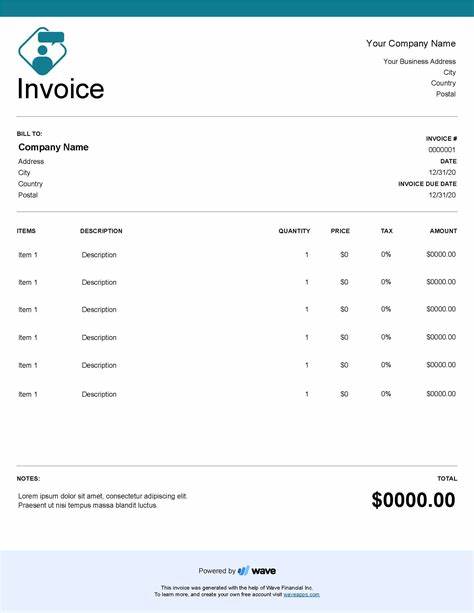 Your Company Name
Your Business Address
City
Country
Postal
Invoice
BILL TO:
Company Name
Address
City
Country
Postal
INVOICE #
0000001
DATE
12/31/20
INVOICE DUE DATE
12/31/20
ITEMS DESCRIPTION QUANTITY PRICE TAX AMOUNT
Item 1 Description 1 $0 0% $0000.00
Item 1 Description 1 $0 0% $0000.00
Item 1 Description 1 $0 0% $0000.00
Item 1 Description 1 $0 0% $0000.00
Item 1 Description 1 $0 0% $0000.00
Item 1 Description 1 $0 0% $0000.00
NOTES:
Lorem ipsum dolor sit amet, consectetur adipiscing elit.
Praesent ut nisi tempus massa blandit luctus.
TOTAL
$0000.00
Powered by wave
This invoice was generated with the help of Wave Financial Inc.
To learn more, and create your own free account visit waveapps.com